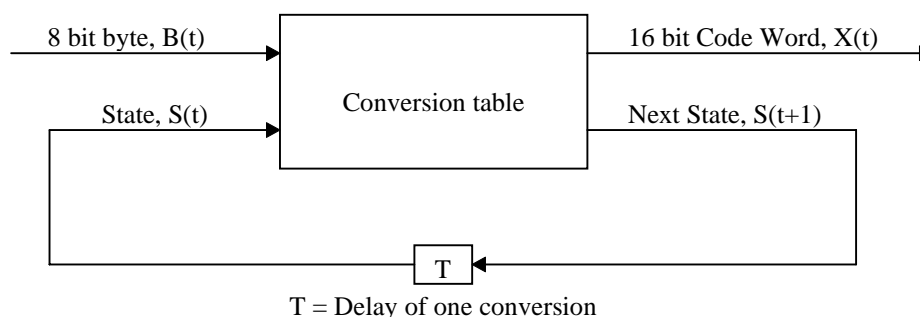 8 bit byte, B(t)
16 bit Code Word, X(t)
Conversion table
State, S(t)
Next State, S(t+1)
T
T = Delay of one conversion